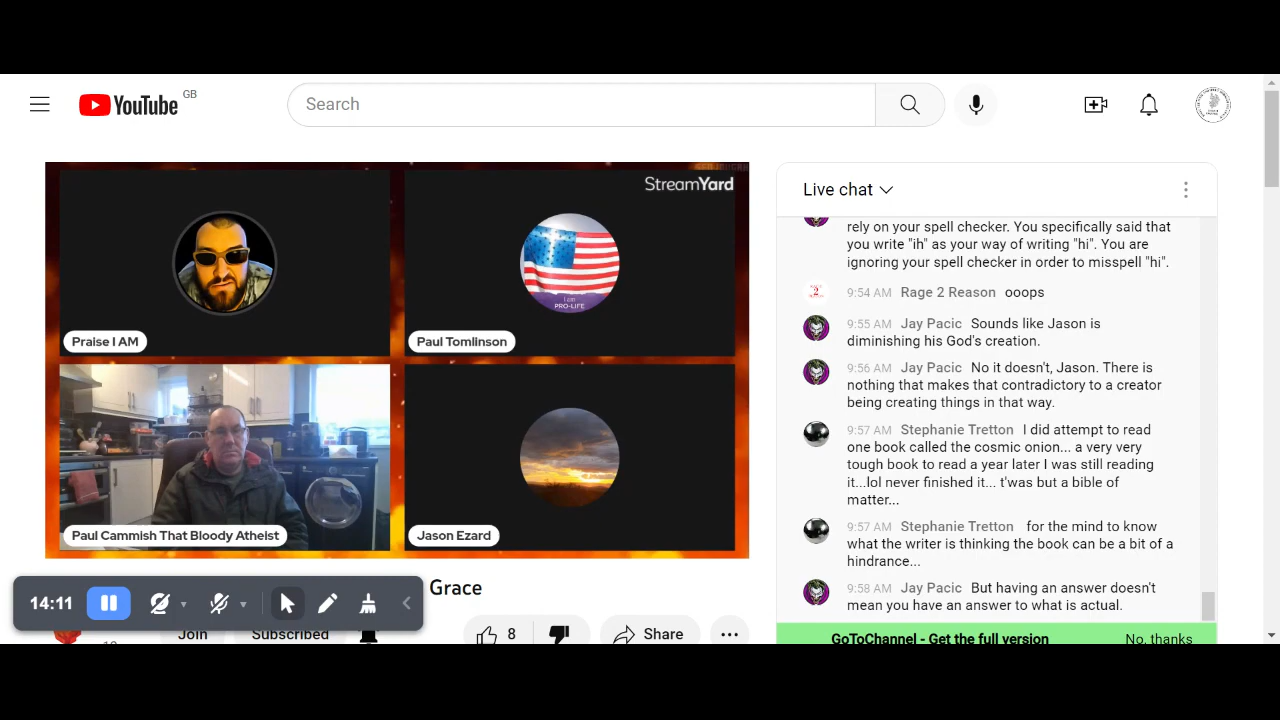 YouTube GB
Search
StreamYard
I am
PRO-LIFE
Praise I AM
Paul Tomlinson
Paul Cammish That Bloody Atheist
Jason Ezard
14:11
Grace
Join
Subscribed
8
Share
Live chat
rely on your spell checker. You specifically said that
you write "ih" as your way of writing "hi". You are
ignoring your spell checker in order to misspell "hi".
9:54 AM Rage 2 Reason ooops
9:55 AM Jay Pacic Sounds like Jason is
diminishing his God's creation.
9:56 AM Jay Pacic No it doesn't, Jason. There is
nothing that makes that contradictory to a creator
being creating things in that way.
9:57 AM Stephanie Tretton I did attempt to read
one book called the cosmic onion... a very very
tough book to read a year later I was still reading
it...lol never finished it... t'was but a bible of
matter...
9:57 AM Stephanie Tretton for the mind to know
what the writer is thinking the book can be a bit of a
hindrance...
9:58 AM Jay Pacic But having an answer doesn't
mean you have an answer to what is actual.
GoToChannel - Get the full version
No, thanks